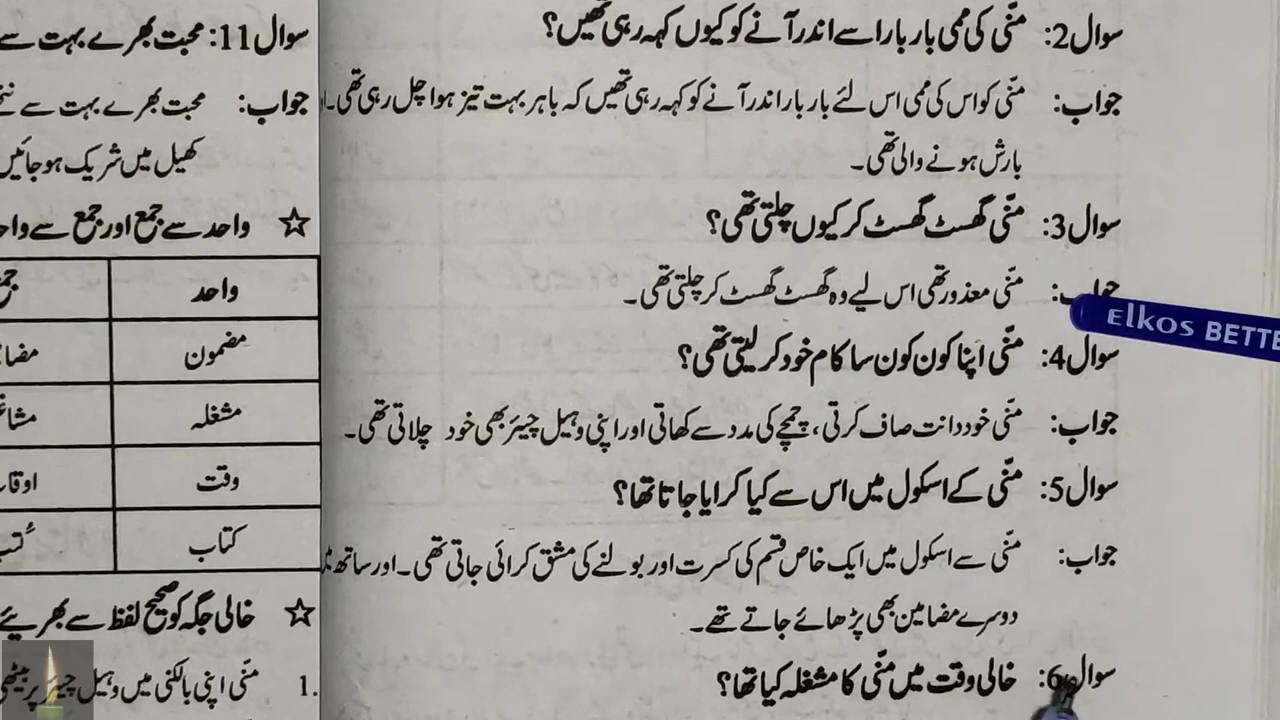 سوال 2: منّی کی ممی بار بار اسے اندر آنے کو کیوں کہہ رہی تھیں؟
جواب: منّی کو اس کی ممی اس لئے بار بار اندر آنے کو کہہ رہی تھیں کہ باہر بہت تیز ہوا چل رہی تھی۔
بارش ہونے والی تھی۔
سوال 3: منّی گھسٹ گھسٹ کر کیوں چلتی تھی؟
جواب: منّی معذور تھی اس لیے وہ گھسٹ گھسٹ کر چلتی تھی۔
سوال 4: منّی اپنا کون کون سا کام خود کر لیتی تھی؟
جواب: منّی خود دانت صاف کرتی، چمچے کی مدد سے کھاتی اور اپنی وہیل چیئر بھی خود چلاتی تھی۔
سوال 5: منّی کے اسکول میں اس سے کیا کرایا جاتا تھا؟
جواب: منّی سے اسکول میں ایک خاص قسم کی کسرت اور بولنے کی مشق کرائی جاتی تھی۔ اور ساتھ
دوسرے مضامین بھی پڑھائے جاتے تھے۔
سوال 6: خالی وقت میں منّی کا مشغلہ کیا تھا؟
elkos BETTE
سوال 11: محبت بھرے بہت سے
جواب: محبت بھرے بہت سے
کھیل میں شریک ہو جائیں
☆ واحد سے جمع اور جمع سے
واحد
مضمون
مشغلہ
وقت
کتاب
☆ خالی جگہ کو صحیح لفظ سے بھریئے
1. منّی اپنی بالکنی میں وہیل چیئر پر بیٹھی